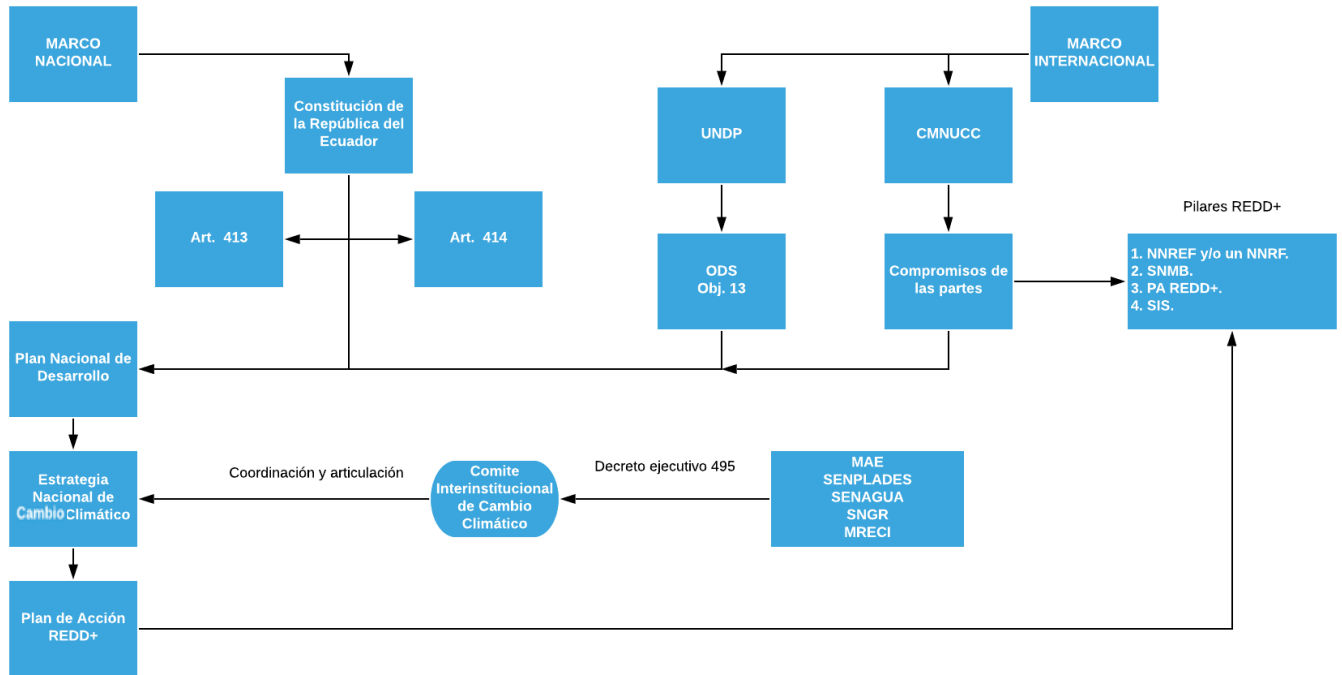 MARCO
NACIONAL
MARCO
INTERNACIONAL
Constitución de
la República del
Ecuador
UNDP
CMNUCC
Art. 413
Art. 414
Pilares REDD+
ODS
Obj. 13
Compromisos de
las partes
1. NNREF y/o un NNRF.
2. SNMB.
3. PA REDD+.
4. SIS.
Plan Nacional de
Desarrollo
Estrategia
Nacional de
Cambio Climático
Coordinación y articulación
Comite
Interinstitucional
de Cambio
Climático
Decreto ejecutivo 495
MAE
SENPLADES
SENAGUA
SNGR
MRECI
Plan de Acción
REDD+